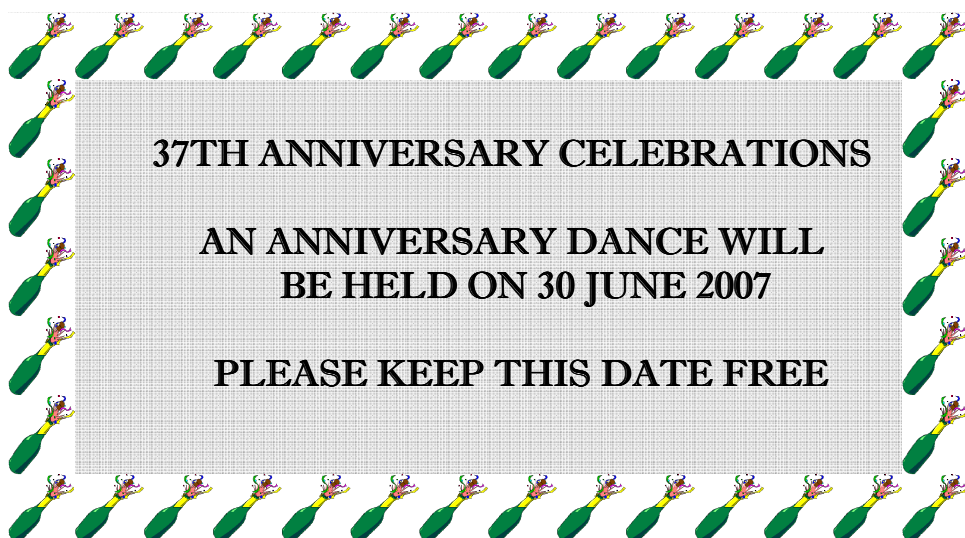 37TH ANNIVERSARY CELEBRATIONS
AN ANNIVERSARY DANCE WILL
BE HELD ON 30 JUNE 2007
PLEASE KEEP THIS DATE FREE